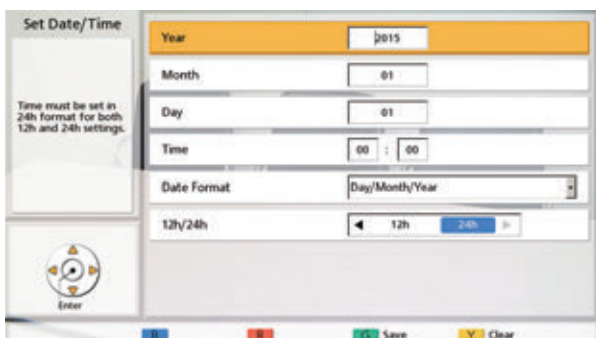 Set Date/Time
Time must be set in
24h format for both
12h and 24h settings.
Enter
Year 2015
Month 01
Day 01
Time 00 : 00
Date Format Day/Month/Year
12h/24h 12h 24h
B R G Save Y Clear